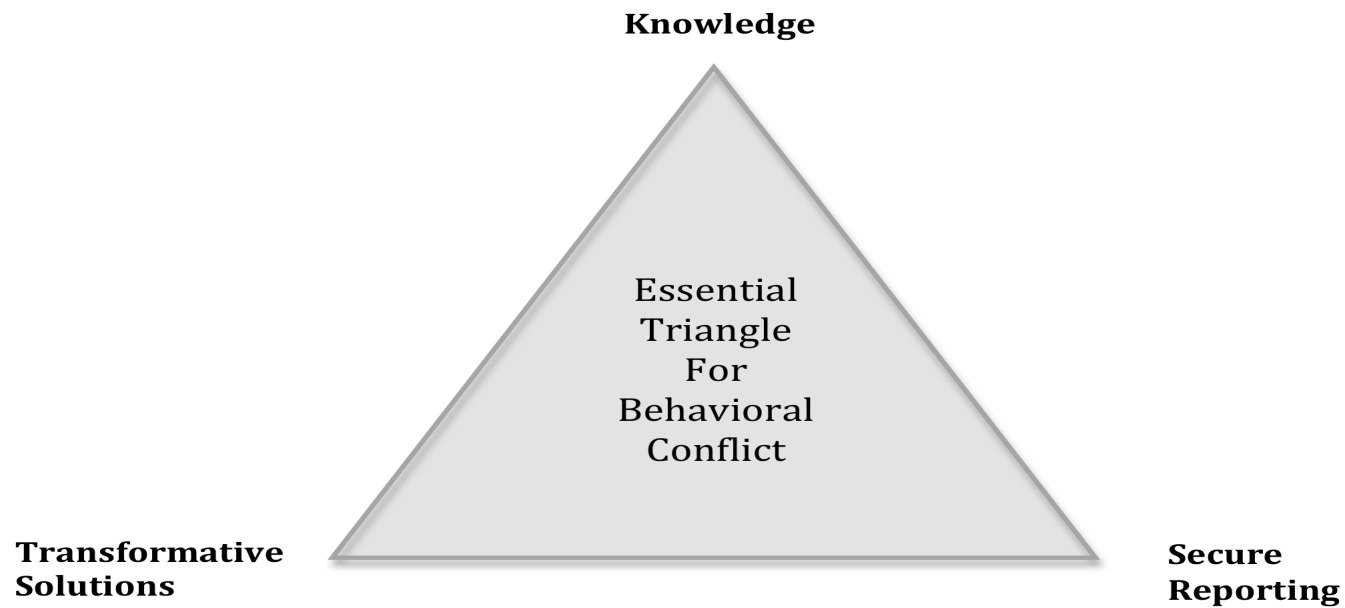 Knowledge
Essential
Triangle
For
Behavioral
Conflict
Transformative
Solutions
Secure
Reporting